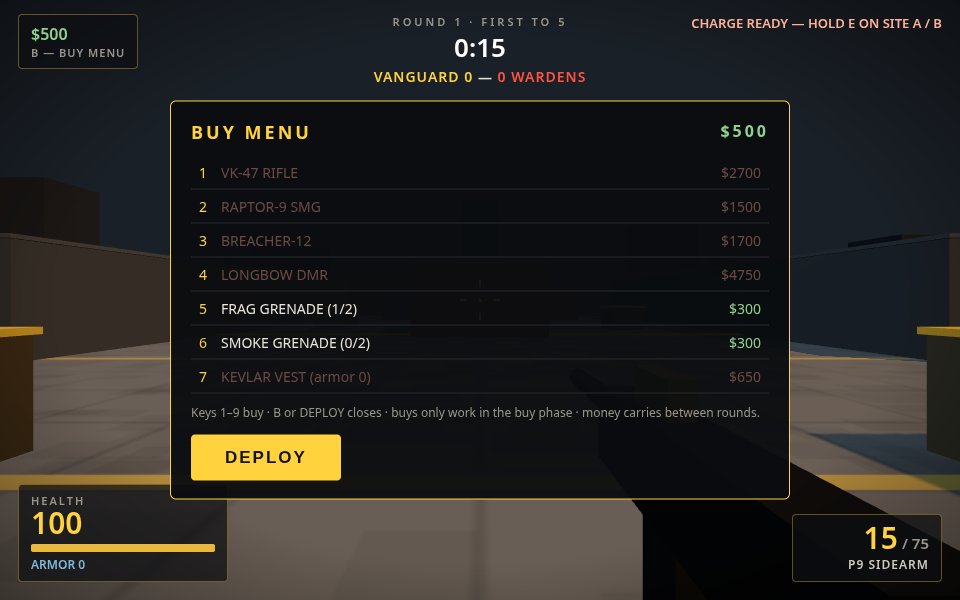 $500
B — BUY MENU
ROUND 1 · FIRST TO 5
0:15
VANGUARD 0 — 0 WARDENS
CHARGE READY — HOLD E ON SITE A / B
BUY MENU $500
1 VK-47 RIFLE $2700
2 RAPTOR-9 SMG $1500
3 BREACHER-12 $1700
4 LONGBOW DMR $4750
5 FRAG GRENADE (1/2) $300
6 SMOKE GRENADE (0/2) $300
7 KEVLAR VEST (armor 0) $650
Keys 1–9 buy · B or DEPLOY closes · buys only work in the buy phase · money carries between rounds.
DEPLOY
HEALTH
100
ARMOR 0
15 / 75
P9 SIDEARM